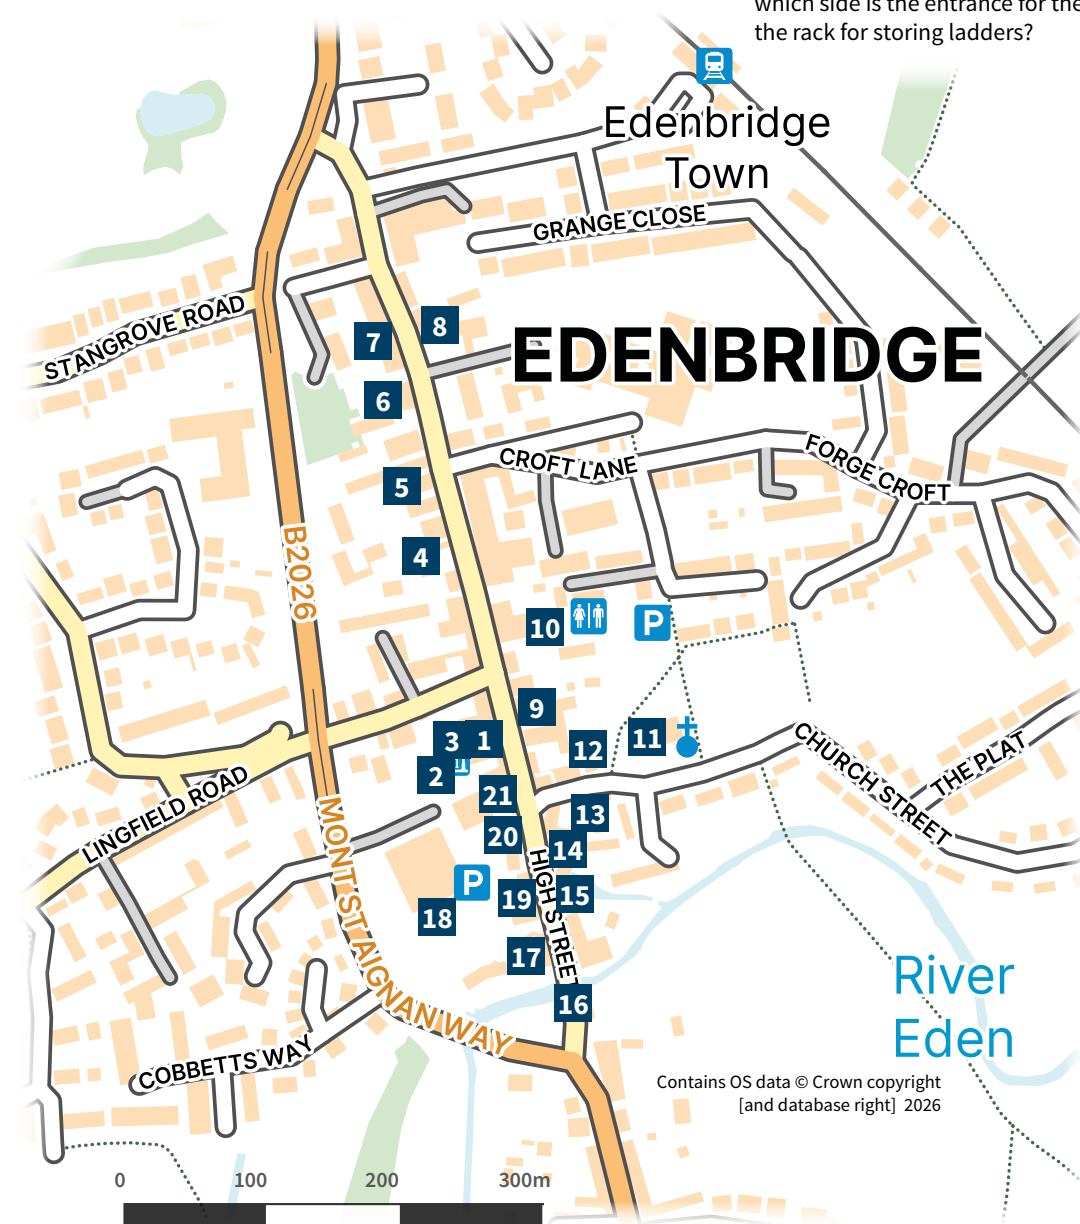 which side is the entrance for the
the rack for storing ladders?
Edenbridge
Town
GRANGE CLOSE
STANGROVE ROAD
8
7
EDENBRIDGE
6
CROFT LANE
FORGE CROFT
5
B2026
4
10
P
9
3
1
11
12
2
CHURCH STREET
THE PLAT
LINGFIELD ROAD
21
13
20
14
MONT ST AIGNAN WAY
HIGH STREET
P
19
15
18
17
River
Eden
16
COBBETTS WAY
Contains OS data © Crown copyright
[and database right] 2026
0 100 200 300m